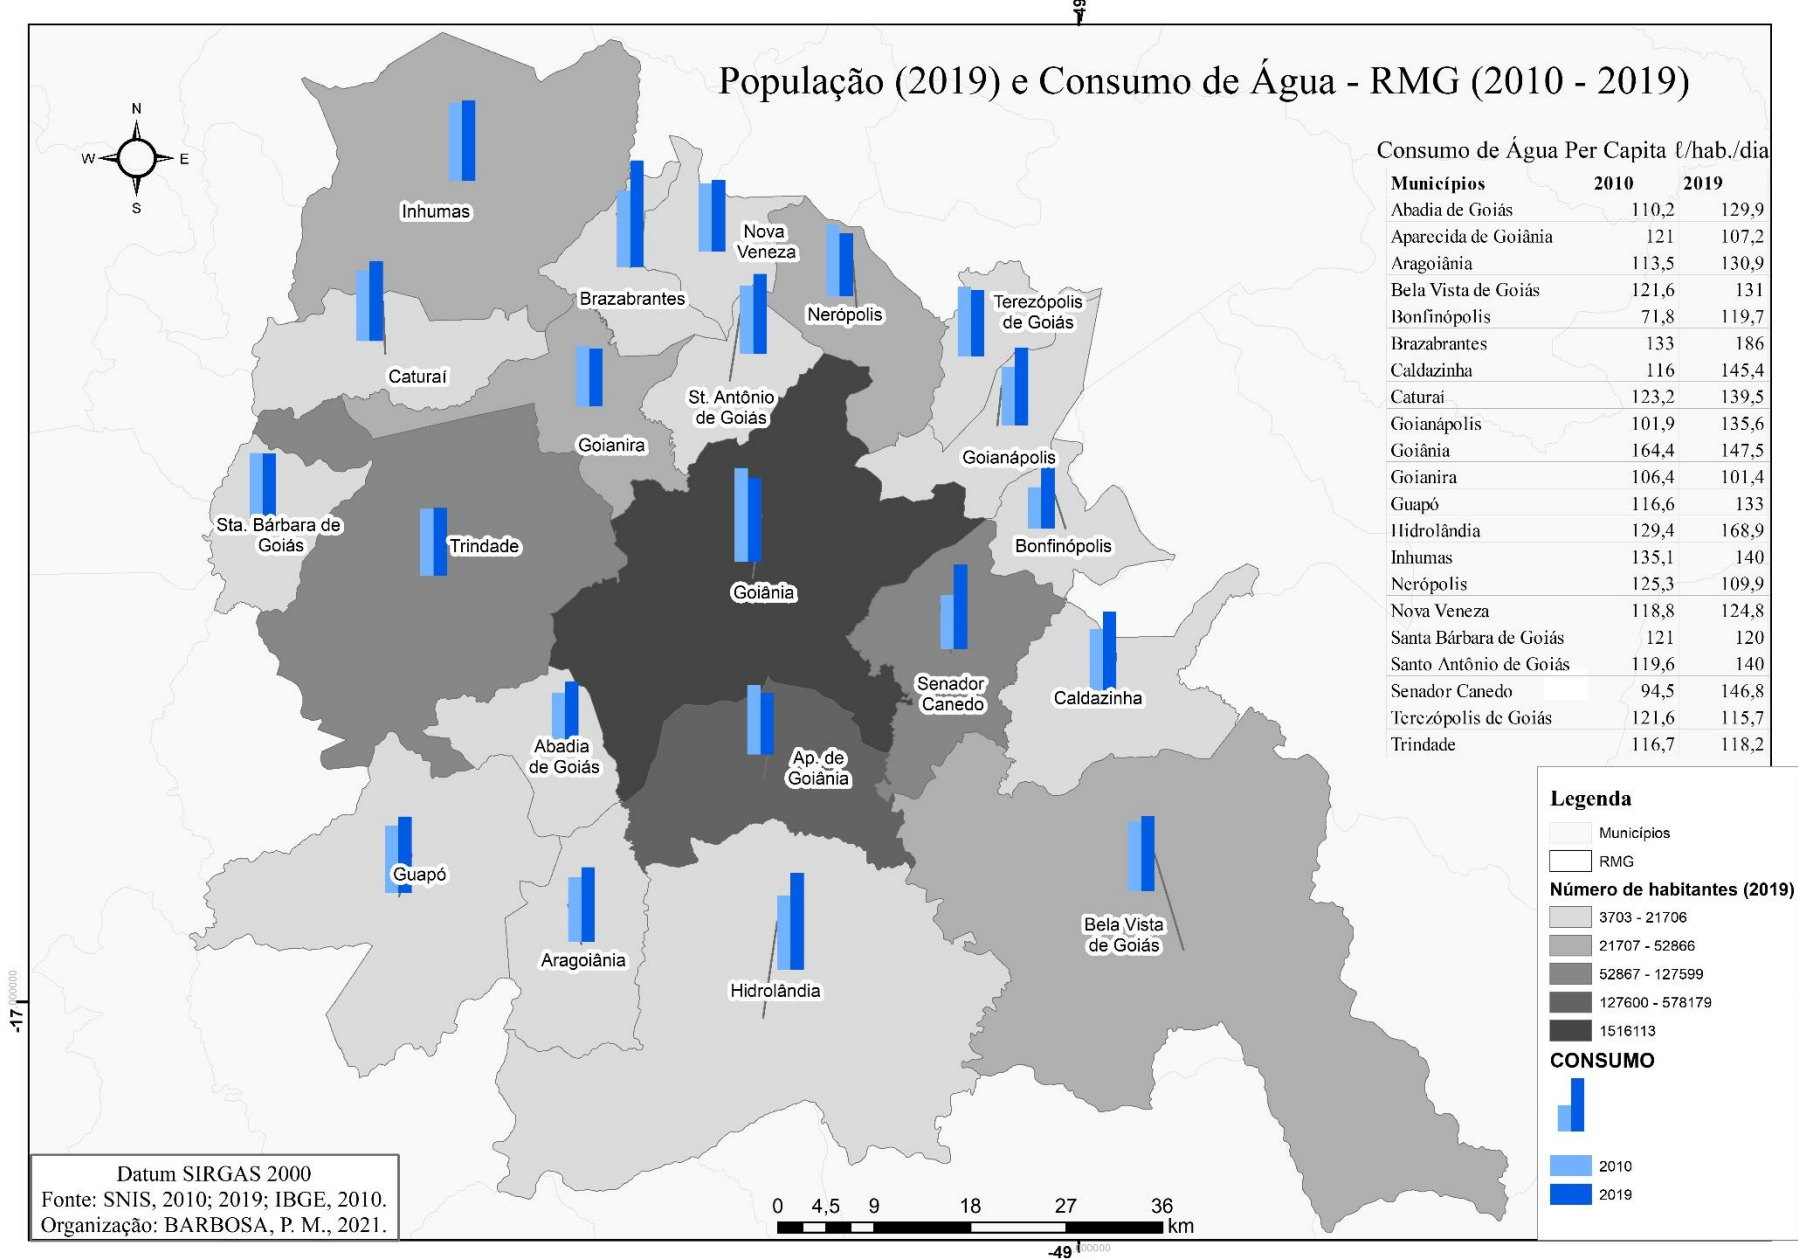 -49
População (2019) e Consumo de Água - RMG (2010 - 2019)
N
W E
S
Consumo de Água Per Capita ℓ/hab./dia
Municípios 2010 2019
Abadia de Goiás 110,2 129,9
Aparecida de Goiânia 121 107,2
Aragoiânia 113,5 130,9
Bela Vista de Goiás 121,6 131
Bonfinópolis 71,8 119,7
Brazabrantes 133 186
Caldazinha 116 145,4
Caturaí 123,2 139,5
Goianápolis 101,9 135,6
Goiânia 164,4 147,5
Goianira 106,4 101,4
Guapó 116,6 133
Hidrolândia 129,4 168,9
Inhumas 135,1 140
Nerópolis 125,3 109,9
Nova Veneza 118,8 124,8
Santa Bárbara de Goiás 121 120
Santo Antônio de Goiás 119,6 140
Senador Canedo 94,5 146,8
Terezópolis de Goiás 121,6 115,7
Trindade 116,7 118,2
Inhumas
Nova
Veneza
Brazabrantes
Nerópolis
Terezópolis
de Goiás
Caturaí
St. Antônio
de Goiás
Goianira
Goianápolis
Sta. Bárbara de
Goiás
Trindade
Bonfinópolis
Goiânia
Senador
Canedo
Caldazinha
Abadia
de Goiás
Ap. de
Goiânia
Guapó
Bela Vista
de Goiás
Aragoiânia
Hidrolândia
-17 000000
Legenda
Municípios
RMG
Número de habitantes (2019)
3703 - 21706
21707 - 52866
52867 - 127599
127600 - 578179
1516113
CONSUMO
2010
2019
Datum SIRGAS 2000
Fonte: SNIS, 2010; 2019; IBGE, 2010.
Organização: BARBOSA, P. M., 2021.
0 4,5 9 18 27 36
km
-49 000000